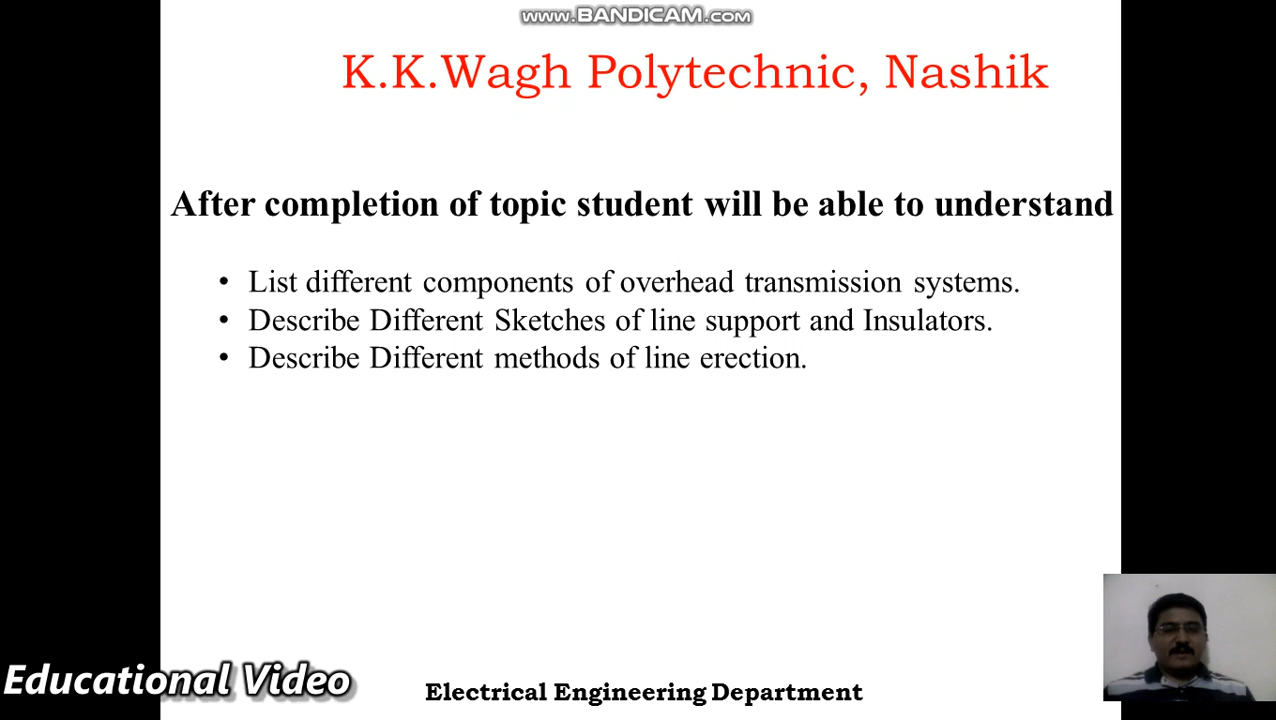 www.BANDICAM.com
K.K.Wagh Polytechnic, Nashik
After completion of topic student will be able to understand
• List different components of overhead transmission systems.
• Describe Different Sketches of line support and Insulators.
• Describe Different methods of line erection.
Educational Video
Electrical Engineering Department